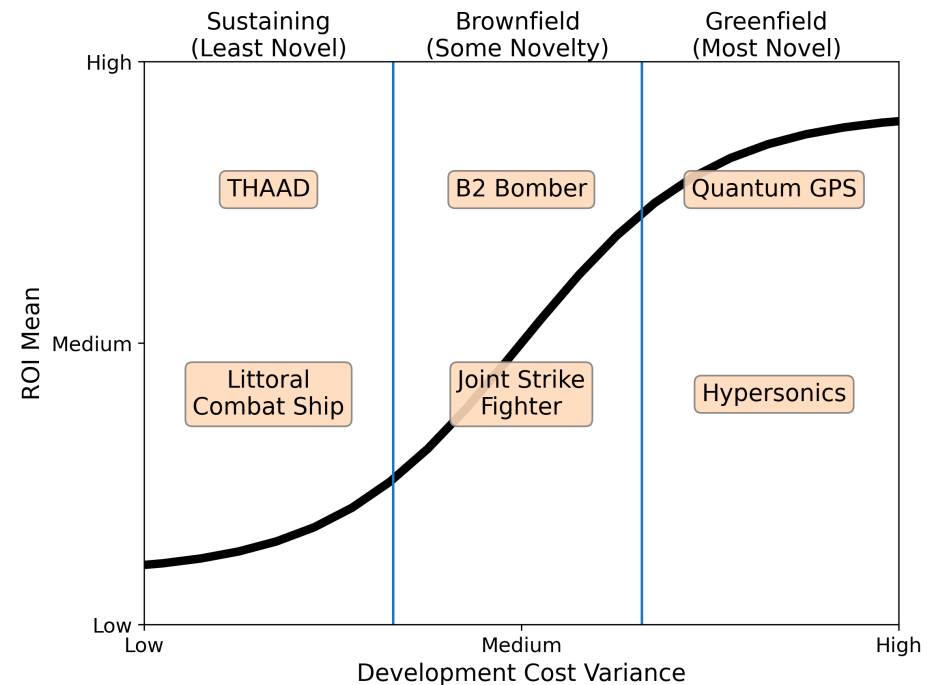 Sustaining
(Least Novel)
Brownfield
(Some Novelty)
Greenfield
(Most Novel)
High
THAAD
B2 Bomber
Quantum GPS
ROI Mean
Medium
Littoral
Combat Ship
Joint Strike
Fighter
Hypersonics
Low
Low
Medium
High
Development Cost Variance